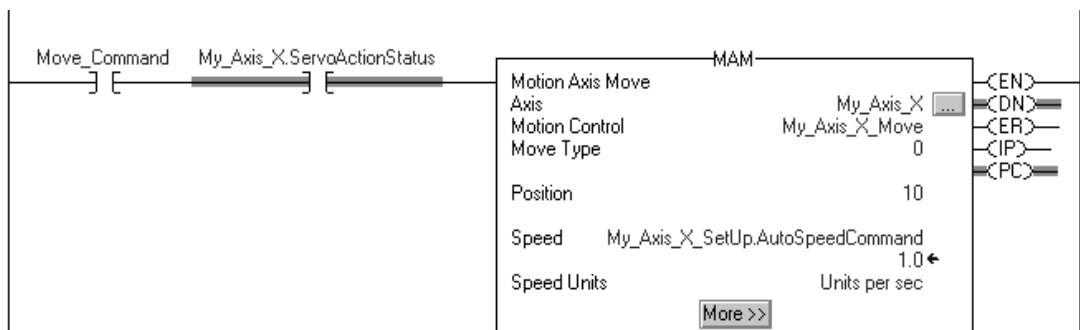 Move_Command My_Axis_X.ServoActionStatus
MAM
Motion Axis Move
Axis My_Axis_X ...
Motion Control My_Axis_X_Move
Move Type 0
Position 10
Speed My_Axis_X_SetUp.AutoSpeedCommand
1.0
Speed Units Units per sec
More >>
EN
DN
ER
IP
PC